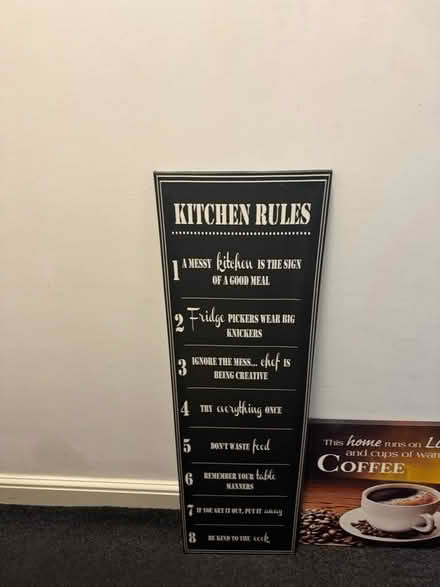 KITCHEN RULES
1 A MESSY kitchen IS THE SIGN
OF A GOOD MEAL
2 Fridge PICKERS WEAR BIG
KNICKERS
3 IGNORE THE MESS... chef IS
BEING CREATIVE
4 TRY everything ONCE
5 DON'T WASTE food
6 REMEMBER YOUR table
MANNERS
7 IF YOU GET IT OUT, PUT IT away
8 BE KIND TO THE cook
This home runs on
and cups of
COFFEE